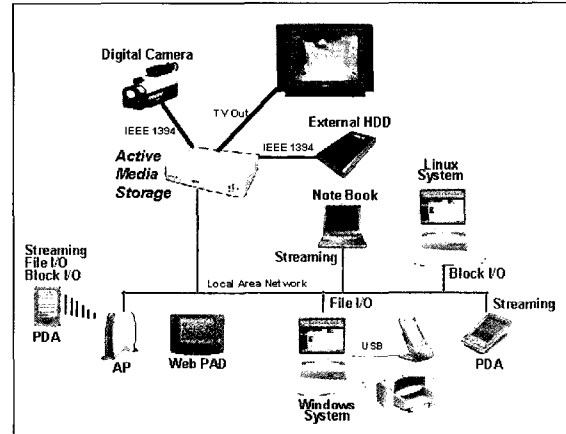 Digital Camera
TV Out
IEEE 1394
External HDD
IEEE 1394
Active
Media
Storage
Linux
System
Note Book
Streaming
Streaming
File I/O
Block I/O
Block I/O
Local Area Network
File I/O
Streaming
PDA
AP
Web PAD
USB
PDA
Windows
System